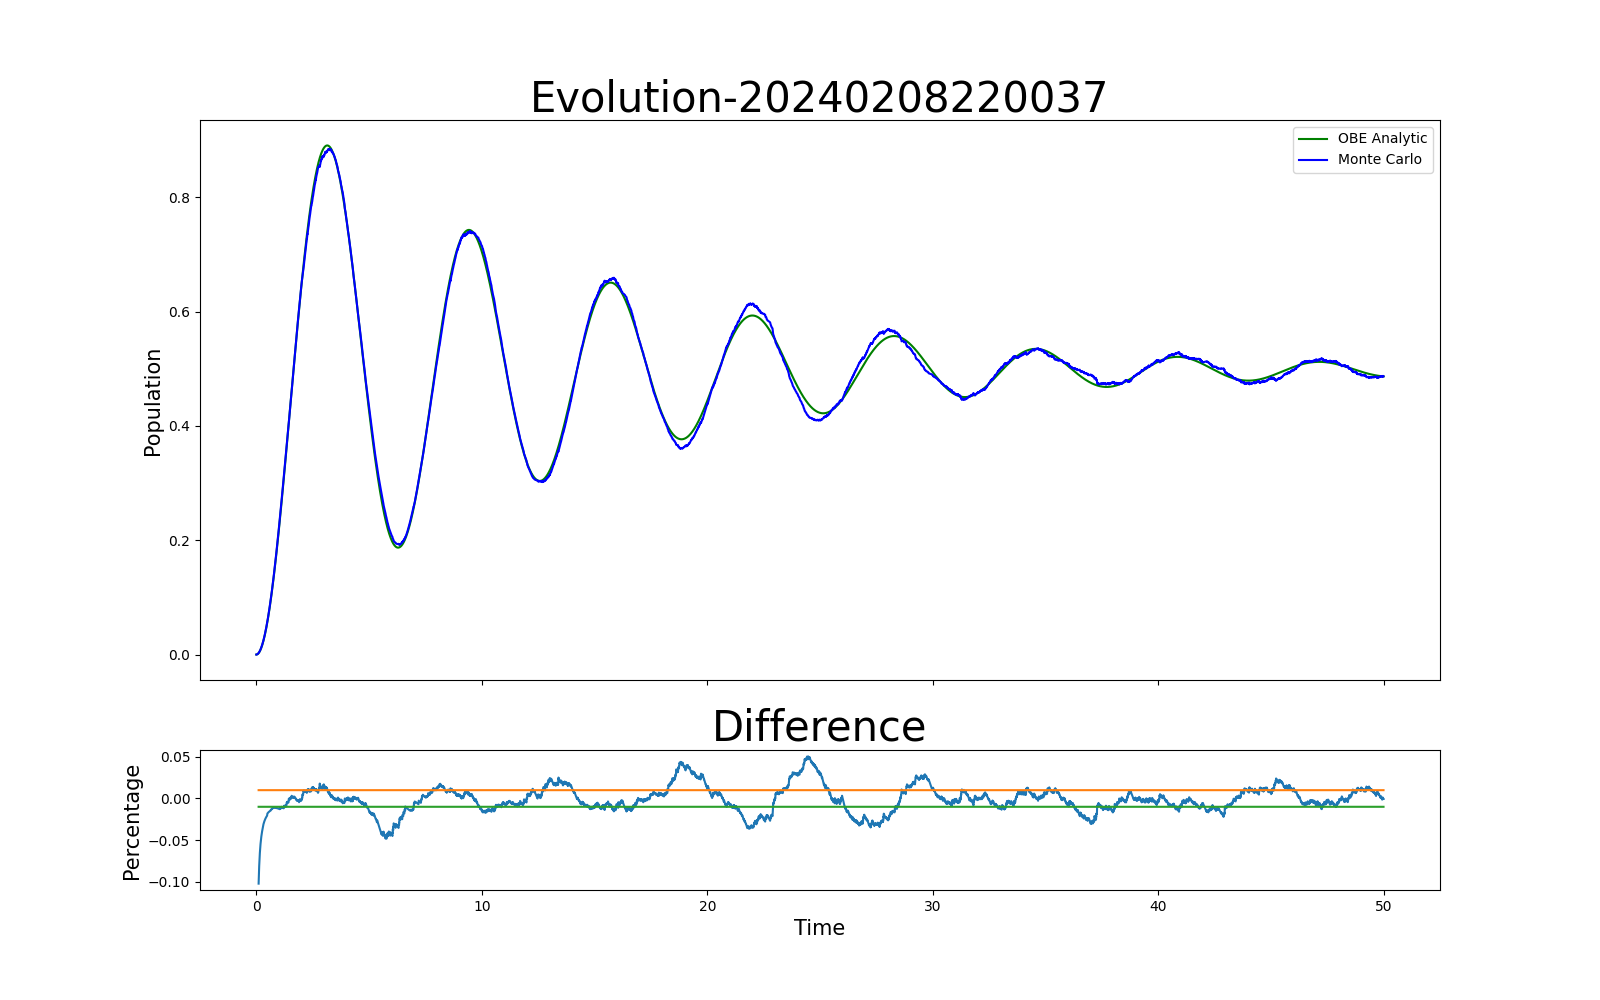 Evolution-20240208220037
OBE Analytic
Monte Carlo
Population
0.8
0.6
0.4
0.2
0.0
Difference
Percentage
0.05
0.00
−0.05
−0.10
0 10 20 30 40 50
Time